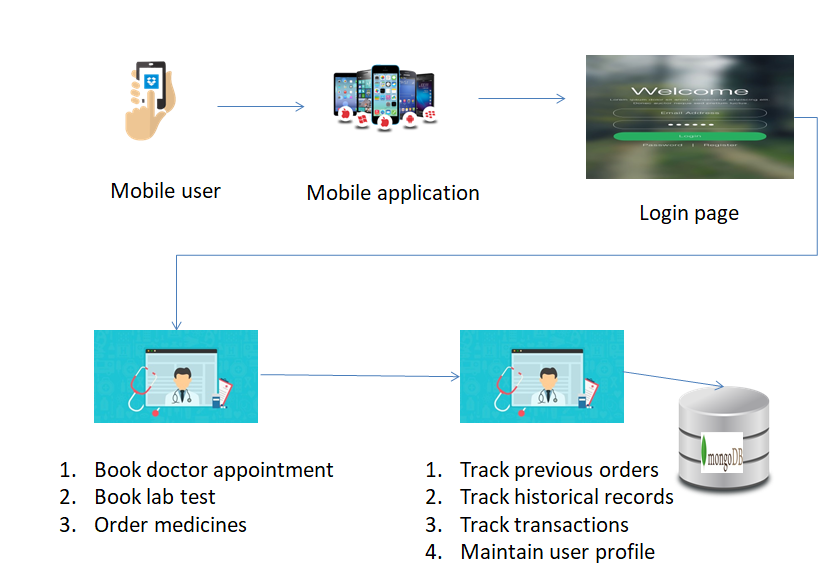 Welcome
Email Address
Login
Password | Register
Mobile user
Mobile application
Login page
mongoDB
1. Book doctor appointment
2. Book lab test
3. Order medicines
1. Track previous orders
2. Track historical records
3. Track transactions
4. Maintain user profile